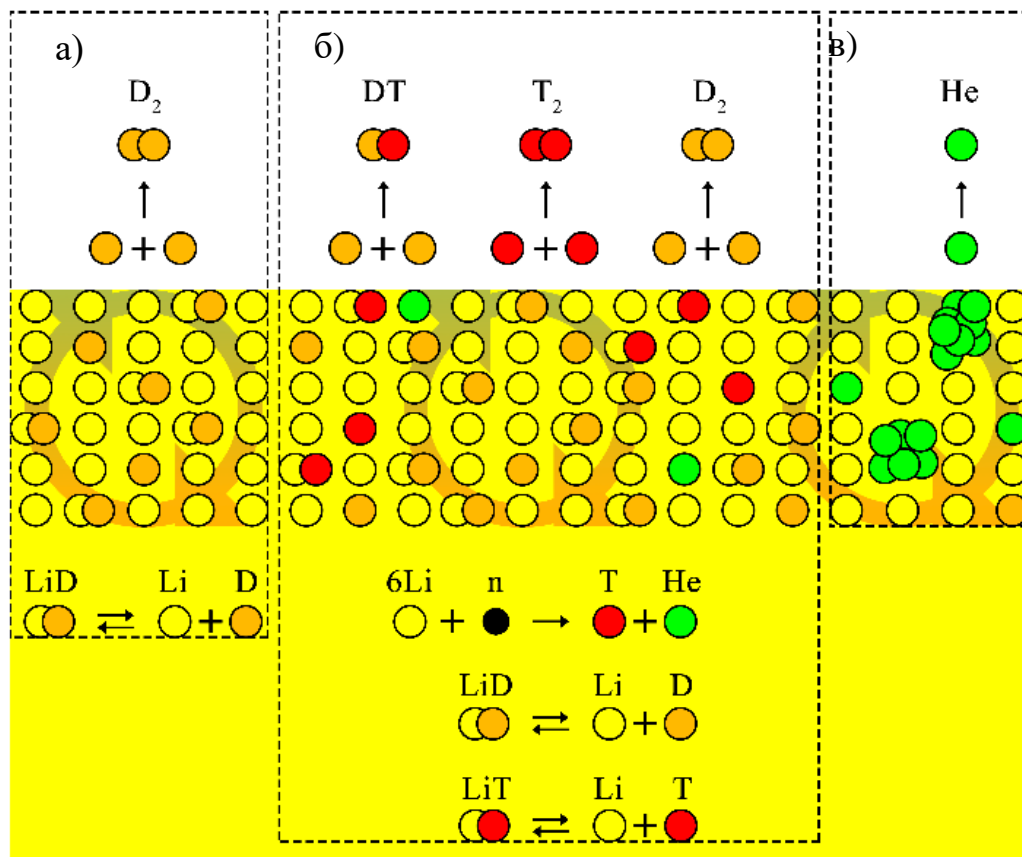 а)
б)
в)
D₂
DT
T₂
D₂
He
+
+
+
+
LiD ⇄ Li + D
6Li + n → T + He
LiD ⇄ Li + D
LiT ⇄ Li + T